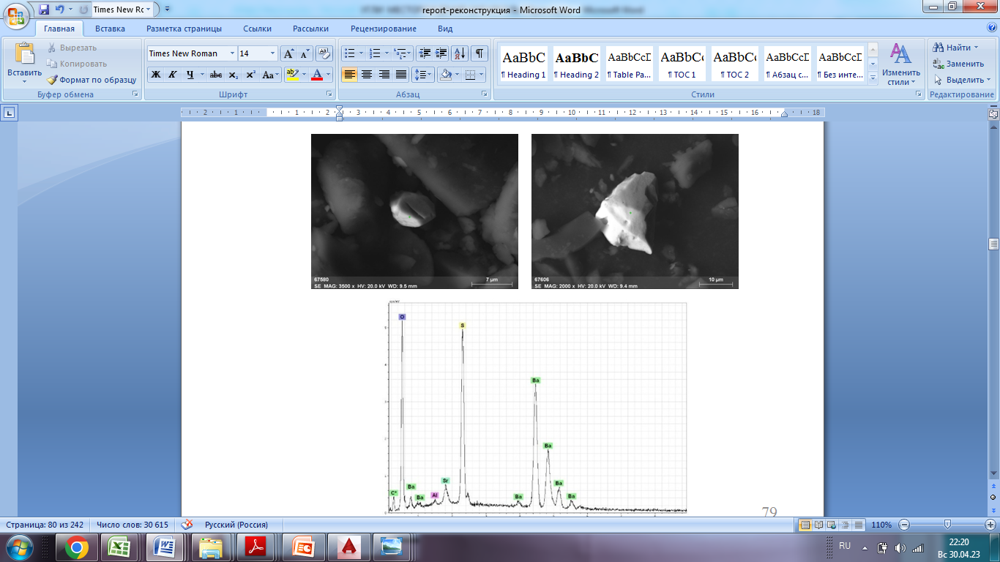 Times New Ro
report-реконструкция - Microsoft Word
Главная Вставка Разметка страницы Ссылки Рассылки Рецензирование Вид
Вставить
Вырезать
Копировать
Формат по образцу
Буфер обмена
Times New Roman 14
Ж К Ч abc x₂ x² Aa
Шрифт
Абзац
AaBbC AaBbC AaBbCcD AaBbC AaBbC AaBbCcD AaBbCcD
¶ Heading 1 ¶ Heading 2 ¶ Table Pa... ¶ TOC 1 ¶ TOC 2 ¶ Абзац с... ¶ Без инте...
Стили
Изменить стили
Найти
Заменить
Выделить
Редактирование
2 1 1 2 3 4 5 6 7 8 9 10 11 12 13 14 15 16 18
67580
SE MAG: 3500 x HV: 20.0 kV WD: 9.5 mm
7 µm
67606
SE MAG: 2000 x HV: 20.0 kV WD: 9.4 mm
10 µm
O
S
Ba
Ba
Ba
Ba
Ba
Sr
Al
Ba
Ba
C*
79
Страница: 80 из 242 Число слов: 30 615 Русский (Россия) 110%
RU
22:20
Вс 30.04.23